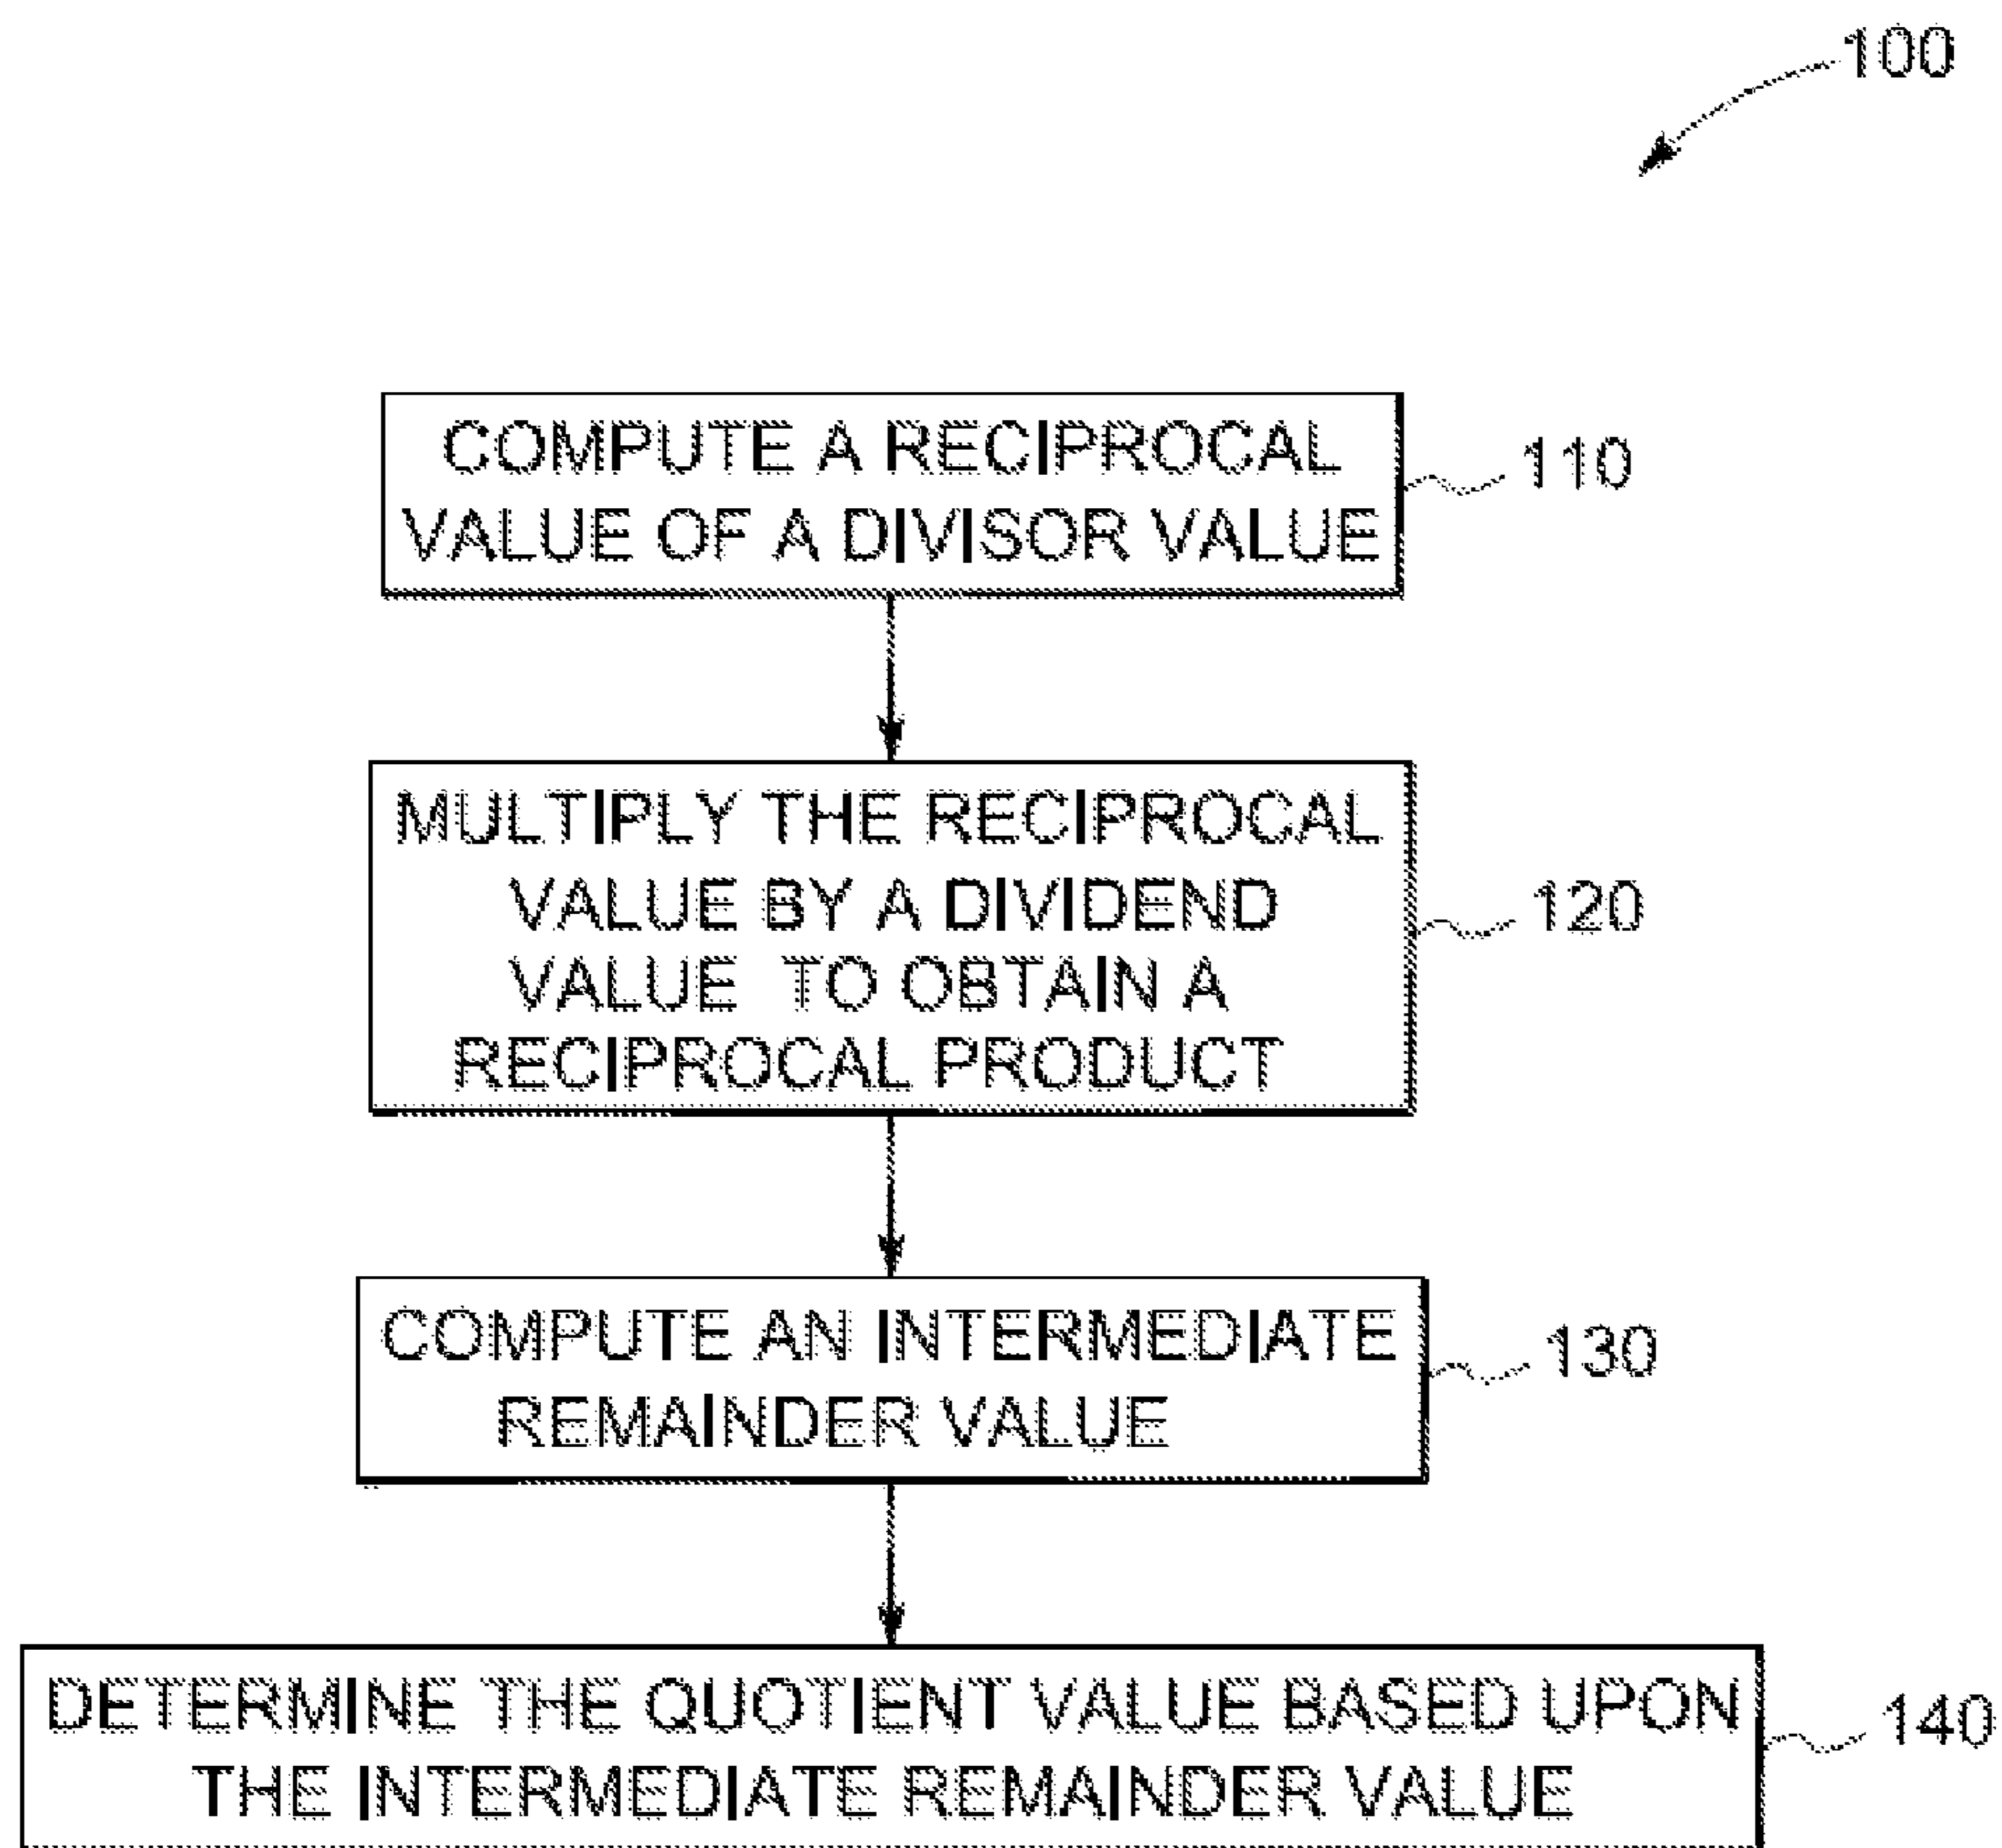 100
COMPUTE A RECIPROCAL
VALUE OF A DIVISOR VALUE
110
MULTIPLY THE RECIPROCAL
VALUE BY A DIVIDEND
VALUE TO OBTAIN A
RECIPROCAL PRODUCT
120
COMPUTE AN INTERMEDIATE
REMAINDER VALUE
130
DETERMINE THE QUOTIENT VALUE BASED UPON
THE INTERMEDIATE REMAINDER VALUE
140